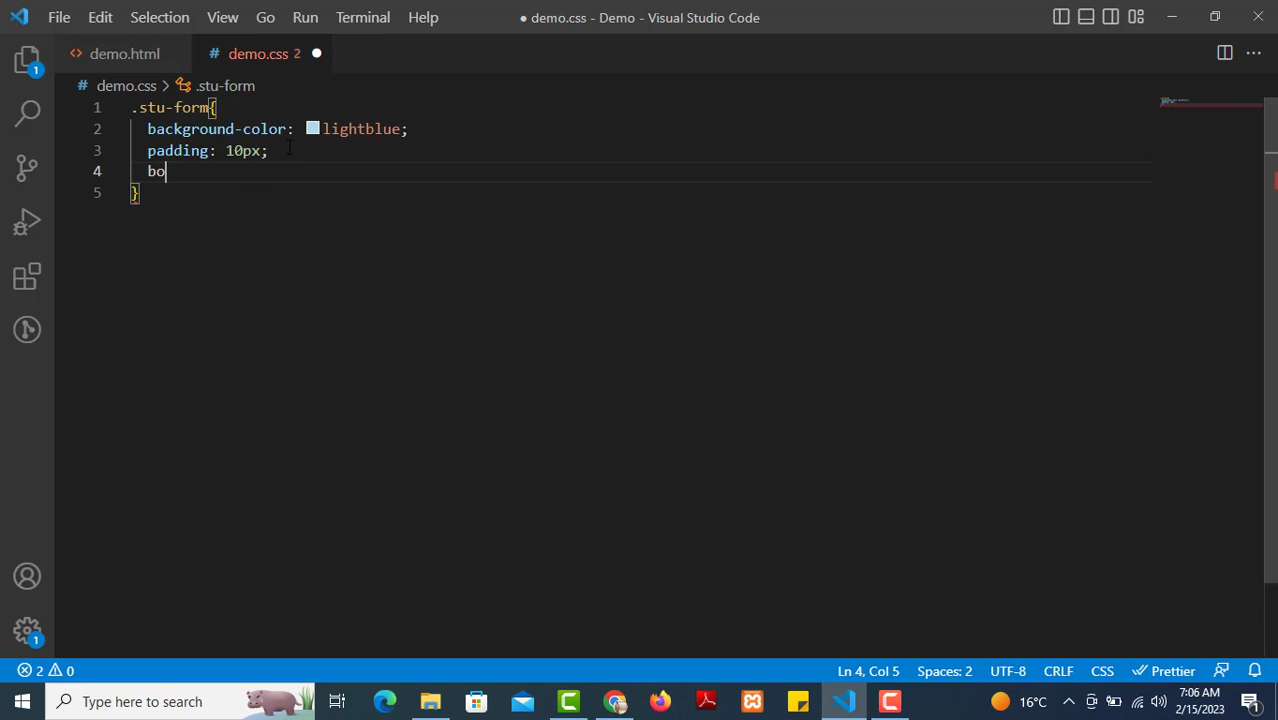 File Edit Selection View Go Run Terminal Help ● demo.css - Demo - Visual Studio Code
<> demo.html # demo.css 2 ●
1
# demo.css > .stu-form
1 .stu-form{
2 background-color: lightblue;
3 padding: 10px;
4 bo
5 }
1
2 0 Ln 4, Col 5 Spaces: 2 UTF-8 CRLF CSS Prettier
Type here to search 16°C 7:06 AM
2/15/2023 1